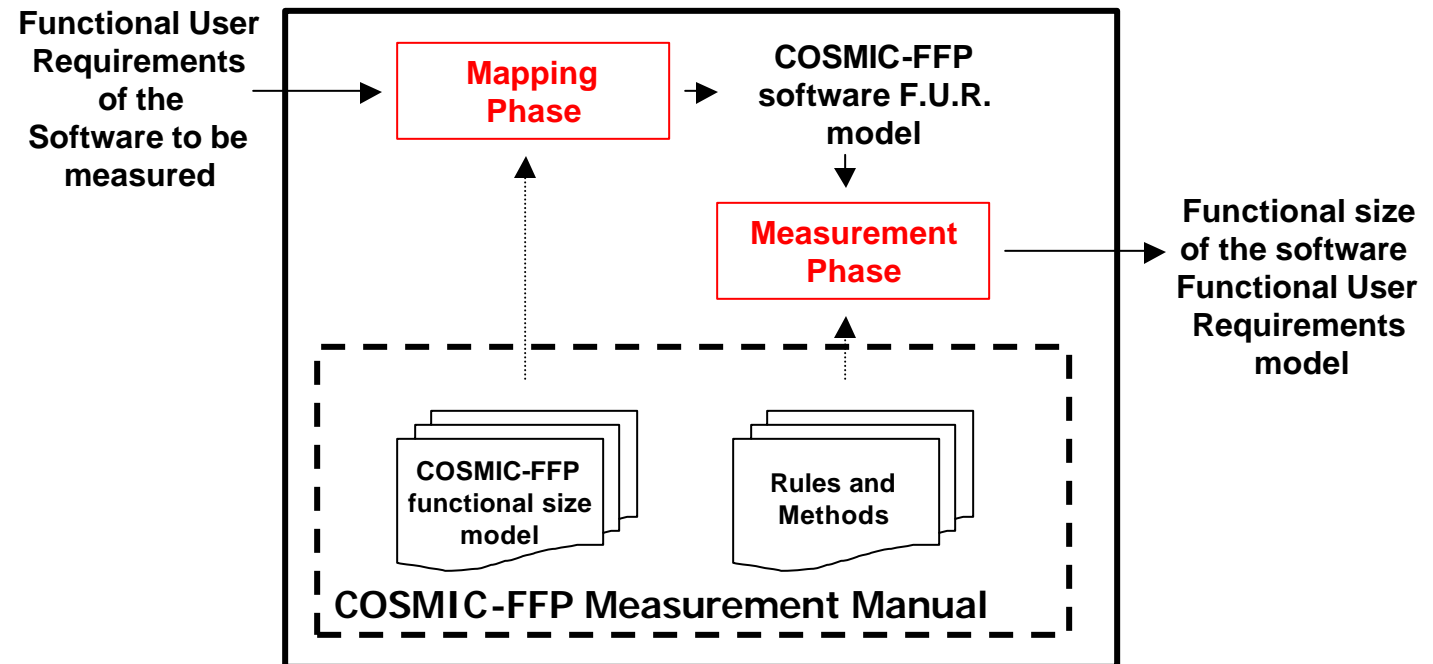 Functional User
Requirements
of the
Software to be
measured
Mapping
Phase
COSMIC-FFP
software F.U.R.
model
Measurement
Phase
Functional size
of the software
Functional User
Requirements
model
COSMIC-FFP
functional size
model
Rules and
Methods
COSMIC-FFP Measurement Manual